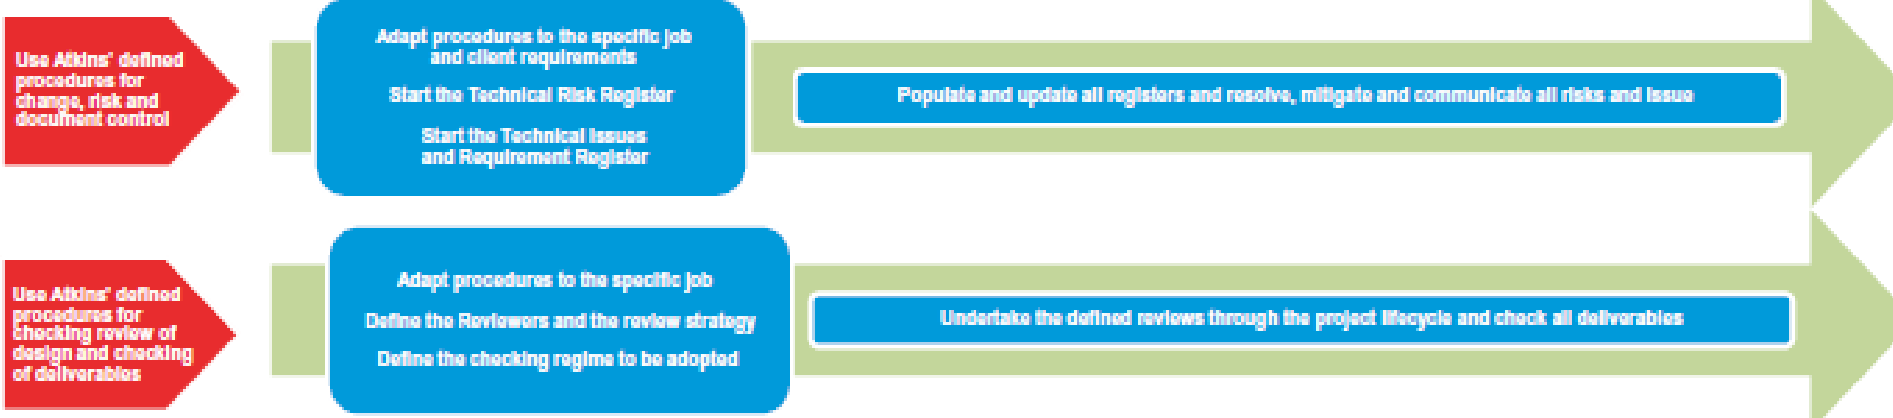 Use Atkins' defined
procedures for
change, risk and
document control
Adapt procedures to the specific job
and client requirements
Start the Technical Risk Register
Start the Technical Issues
and Requirement Register
Populate and update all registers and resolve, mitigate and communicate all risks and issue
Use Atkins' defined
procedures for
checking review of
design and checking
of deliverables
Adapt procedures to the specific job
Define the Reviewers and the review strategy
Define the checking regime to be adopted
Undertake the defined reviews through the project lifecycle and check all deliverables